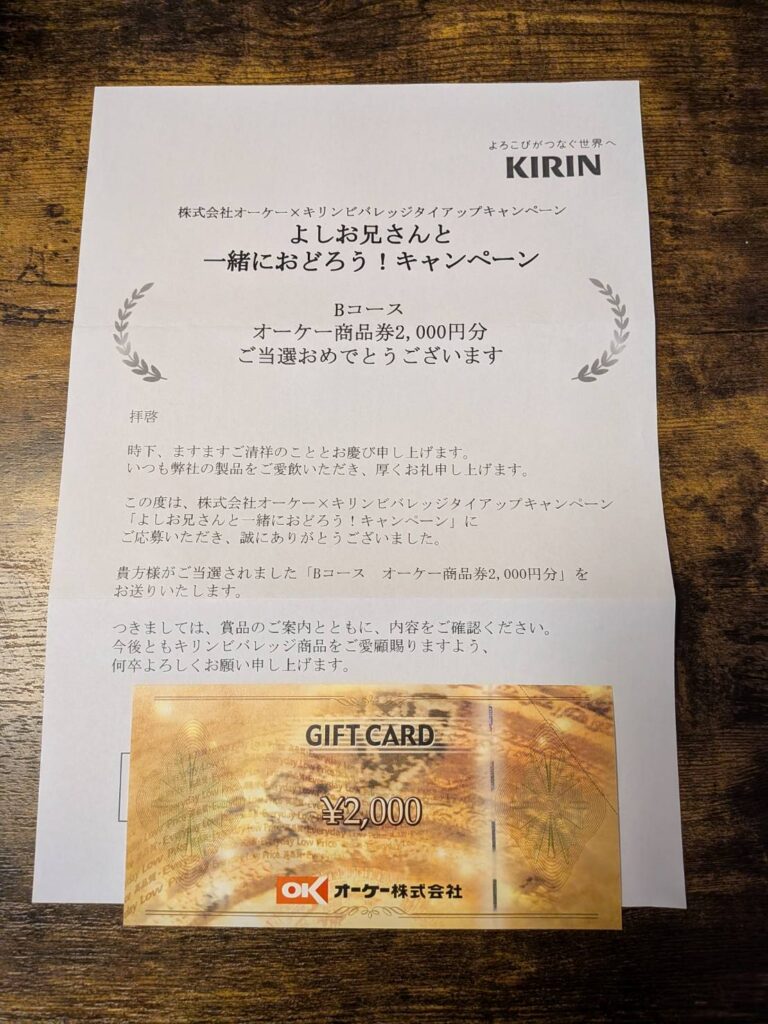 よろこびがつなぐ世界へ
KIRIN
株式会社オーケー×キリンビバレッジタイアップキャンペーン
よしお兄さんと
一緒におどろう！キャンペーン
Bコース
オーケー商品券2,000円分
ご当選おめでとうございます
拝啓
時下、ますますご清祥のこととお慶び申し上げます。
いつも弊社の製品をご愛飲いただき、厚くお礼申し上げます。
この度は、株式会社オーケー×キリンビバレッジタイアップキャンペーン
「よしお兄さんと一緒におどろう！キャンペーン」に
ご応募いただき、誠にありがとうございました。
貴方様がご当選されました「Bコース　オーケー商品券2,000円分」を
お送りいたします。
つきましては、賞品のご案内とともに、内容をご確認ください。
今後ともキリンビバレッジ商品をご愛顧賜りますよう、
何卒よろしくお願い申し上げます。
GIFT CARD
¥2,000
OK オーケー株式会社